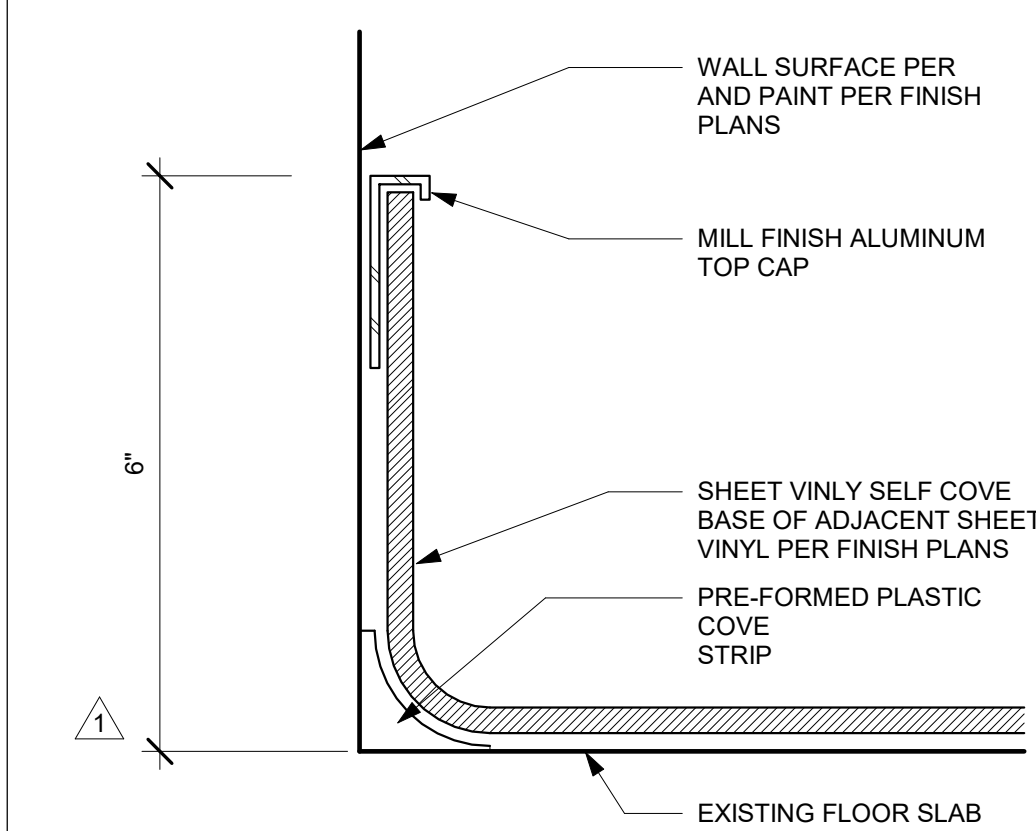 WALL SURFACE PER
AND PAINT PER FINISH
PLANS
MILL FINISH ALUMINUM
TOP CAP
6"
SHEET VINLY SELF COVE
BASE OF ADJACENT SHEET
VINYL PER FINISH PLANS
PRE-FORMED PLASTIC
COVE
STRIP
1
EXISTING FLOOR SLAB